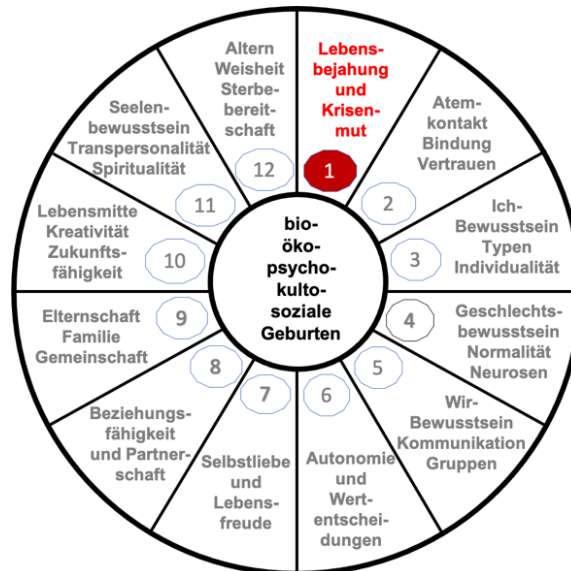 Lebens-
bejahung
und
Krisen-
mut
1
Atem-
kontakt
Bindung
Vertrauen
2
Ich-
Bewusstsein
Typen
Individualität
3
Geschlechts-
bewusstsein
Normalität
Neurosen
4
Wir-
Bewusstsein
Kommunikation
Gruppen
5
Autonomie
und
Wert-
entschei-
dungen
6
Selbstliebe
und
Lebens-
freude
7
Beziehungs-
fähigkeit
und Partner-
schaft
8
Elternschaft
Familie
Gemeinschaft
9
Lebensmitte
Kreativität
Zukunfts-
fähigkeit
10
Seelen-
bewusstsein
Transpersonalität
Spiritualität
11
Altern
Weisheit
Sterbe-
bereit-
schaft
12
bio-
öko-
psycho-
kulto-
soziale
Geburten